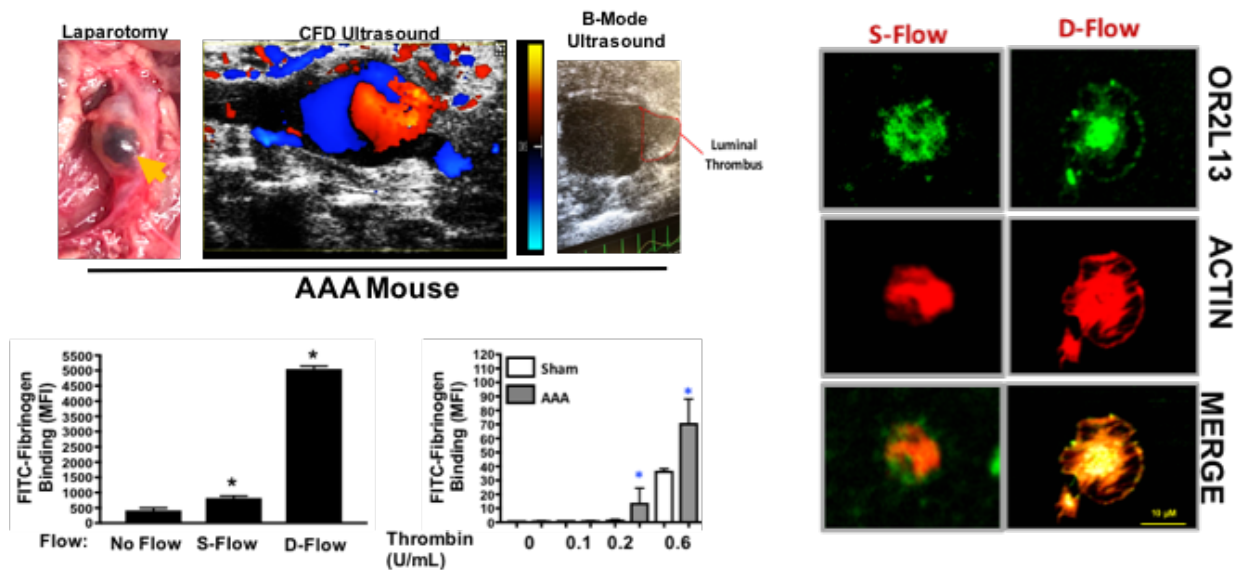 Laparotomy
CFD Ultrasound
B-Mode
Ultrasound
Luminal
Thrombus
AAA Mouse
S-Flow
D-Flow
OR2L13
ACTIN
MERGE
10 µM
FITC-Fibrinogen
Binding (MFI)
5500
5000
4500
4000
3500
3000
2500
2000
1500
1000
500
0
*
*
Flow:
No Flow
S-Flow
D-Flow
FITC-Fibrinogen
Binding (MFI)
120
110
100
90
80
70
60
50
40
30
20
10
0
Sham
AAA
*
*
Thrombin
(U/mL)
0
0.1
0.2
0.6